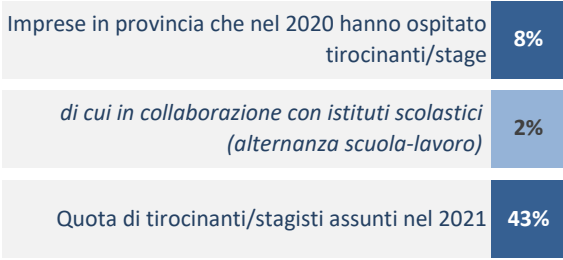 Imprese in provincia che nel 2020 hanno ospitato
tirocinanti/stage
8%
di cui in collaborazione con istituti scolastici
(alternanza scuola-lavoro)
2%
Quota di tirocinanti/stagisti assunti nel 2021
43%